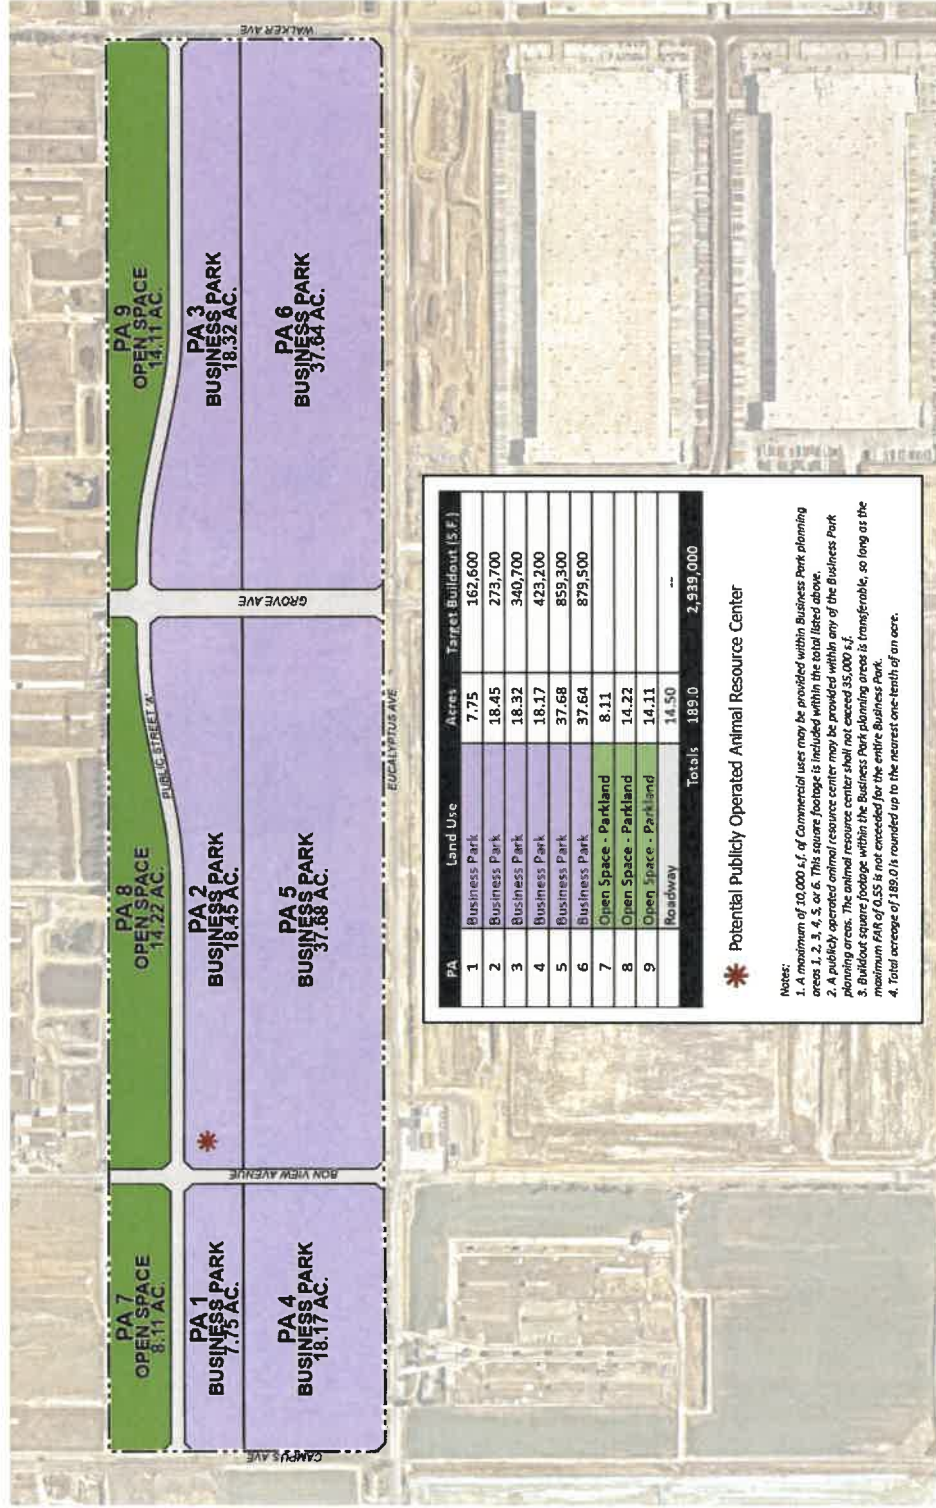 PA 7
OPEN SPACE
8.11 AC.
PA 8
OPEN SPACE
14.22 AC.
PA 9
OPEN SPACE
14.11 AC.
PUBLIC STREET 'A'
PA 1
BUSINESS PARK
7.75 AC.
PA 2
BUSINESS PARK
18.45 AC.
PA 3
BUSINESS PARK
18.32 AC.
PA 4
BUSINESS PARK
18.17 AC.
PA 5
BUSINESS PARK
37.68 AC.
PA 6
BUSINESS PARK
37.64 AC.
CAMPUS AVE
BON VIEW AVENUE
GROVE AVE
WALKER AVE
EUCALYPTUS AVE
PA Land Use Acres Target Buildout (S.F.)
1 Business Park 7.75 162,600
2 Business Park 18.45 273,700
3 Business Park 18.32 340,700
4 Business Park 18.17 423,200
5 Business Park 37.68 859,300
6 Business Park 37.64 879,500
7 Open Space - Parkland 8.11
8 Open Space - Parkland 14.22
9 Open Space - Parkland 14.11
Roadway 14.50 --
Totals 189.0 2,939,000
Potential Publicly Operated Animal Resource Center
Notes:
1. A maximum of 10,000 s.f. of Commercial uses may be provided within Business Park planning
areas 1, 2, 3, 4, 5, or 6. This square footage is included within the total listed above.
2. A publicly operated animal resource center may be provided within any of the Business Park
planning areas. The animal resource center shall not exceed 35,000 s.f.
3. Buildout square footage within the Business Park planning areas is transferable, so long as the
maximum FAR of 0.55 is not exceeded for the entire Business Park.
4. Total acreage of 189.0 is rounded up to the nearest one-tenth of an acre.